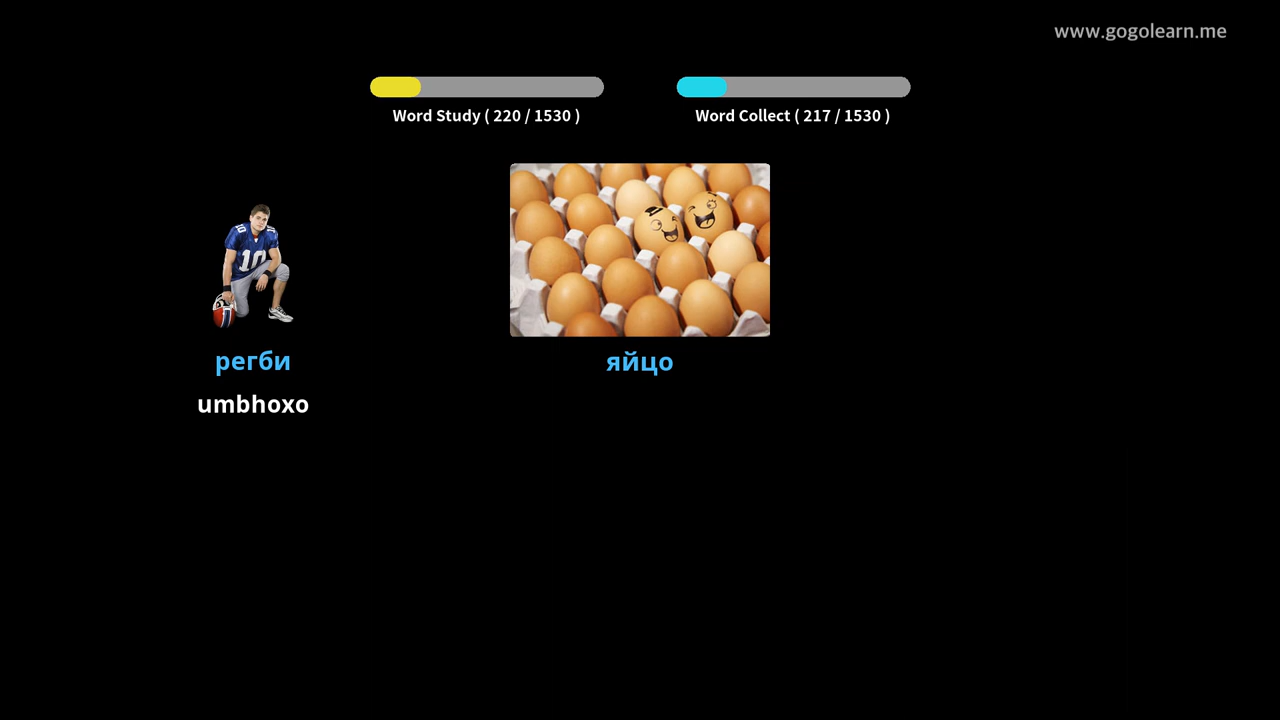 www.gogolearn.me
Word Study ( 220 / 1530 )
Word Collect ( 217 / 1530 )
регби
яйцо
umbhoxo